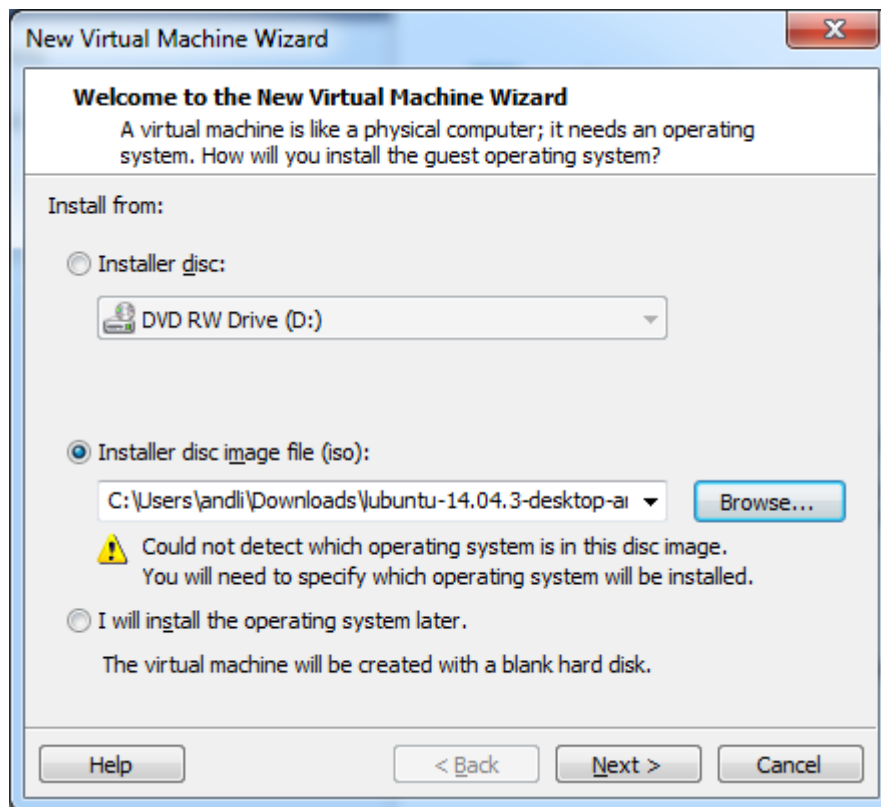 New Virtual Machine Wizard
Welcome to the New Virtual Machine Wizard
A virtual machine is like a physical computer; it needs an operating
system. How will you install the guest operating system?
Install from:
Installer disc:
DVD RW Drive (D:)
Installer disc image file (iso):
C:\Users\andli\Downloads\lubuntu-14.04.3-desktop-ar
Browse...
Could not detect which operating system is in this disc image.
You will need to specify which operating system will be installed.
I will install the operating system later.
The virtual machine will be created with a blank hard disk.
Help
< Back
Next >
Cancel